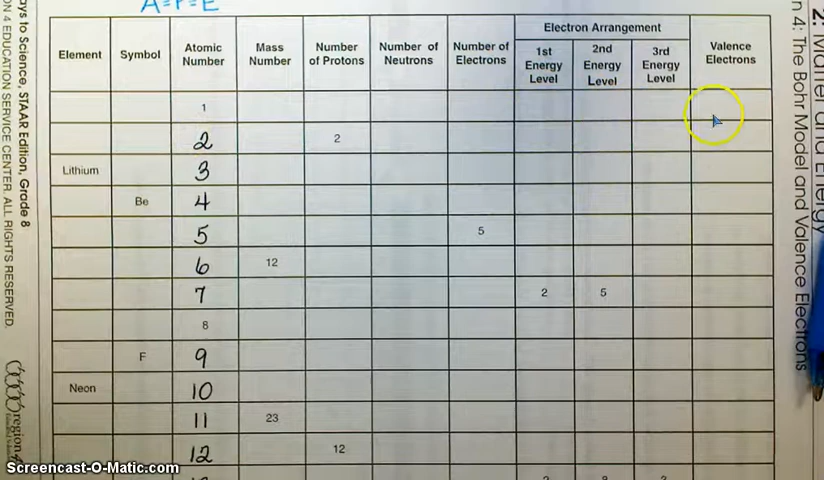 A=P=E
Element	Symbol	Atomic Number	Mass Number	Number of Protons	Number of Neutrons	Number of Electrons	Electron Arrangement	Valence Electrons
1st Energy Level	2nd Energy Level	3rd Energy Level
1
2	2
Lithium	3
Be	4
5	5
6	12
7	2	5
8
F	9
Neon	10
11	23
12	12
ays to Science, STAAR Edition, Grade 8
ON 4 EDUCATION SERVICE CENTER. ALL RIGHTS RESERVED.
region 4
2: Matter and Energy
n 4: The Bohr Model and Valence Electrons
Screencast-O-Matic.com